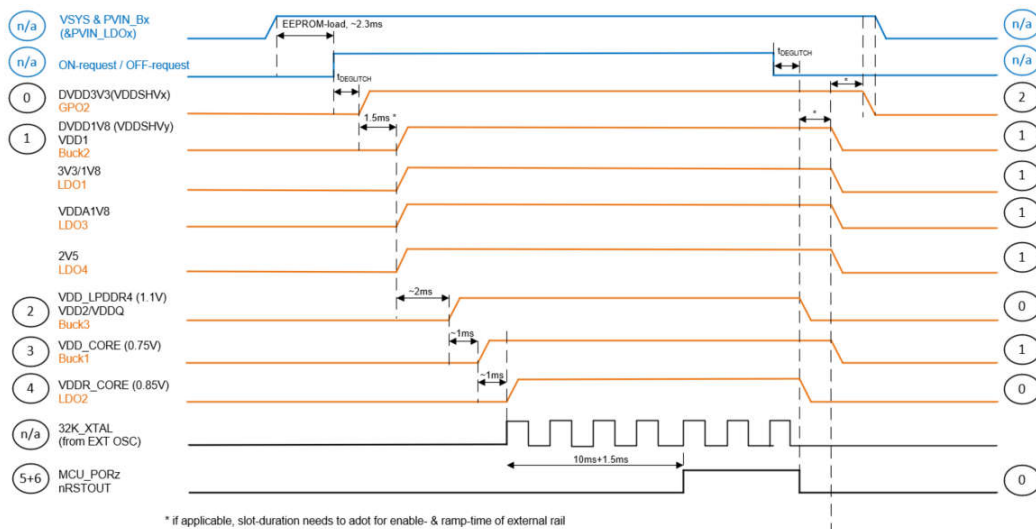 n/a VSYS & PVIN_Bx n/a
(&PVIN_LDOx)
EEPROM-load, ~2.3ms
n/a ON-request / OFF-request n/a
tDEGLITCH
tDEGLITCH
0 DVDD3V3(VDDSHVx) 2
GPO2
*
1.5ms *
*
1 DVDD1V8 (VDDSHVy) 1
VDD1
Buck2
3V3/1V8 1
LDO1
VDDA1V8 1
LDO3
2V5 1
LDO4
~2ms
2 VDD_LPDDR4 (1.1V) 0
VDD2/VDDQ
Buck3
~1ms
3 VDD_CORE (0.75V) 1
Buck1
~1ms
4 VDDR_CORE (0.85V) 0
LDO2
n/a 32K_XTAL
(from EXT OSC)
10ms+1.5ms
5+6 MCU_PORz 0
nRSTOUT
* if applicable, slot-duration needs to adot for enable- & ramp-time of external rail